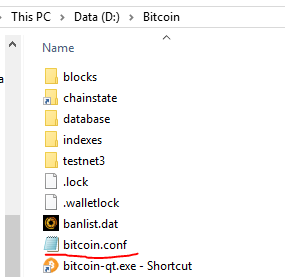 This PC > Data (D:) > Bitcoin
blocks
chainstate
database
indexes
testnet3
.lock
.walletlock
banlist.dat
bitcoin.conf
bitcoin-qt.exe - Shortcut